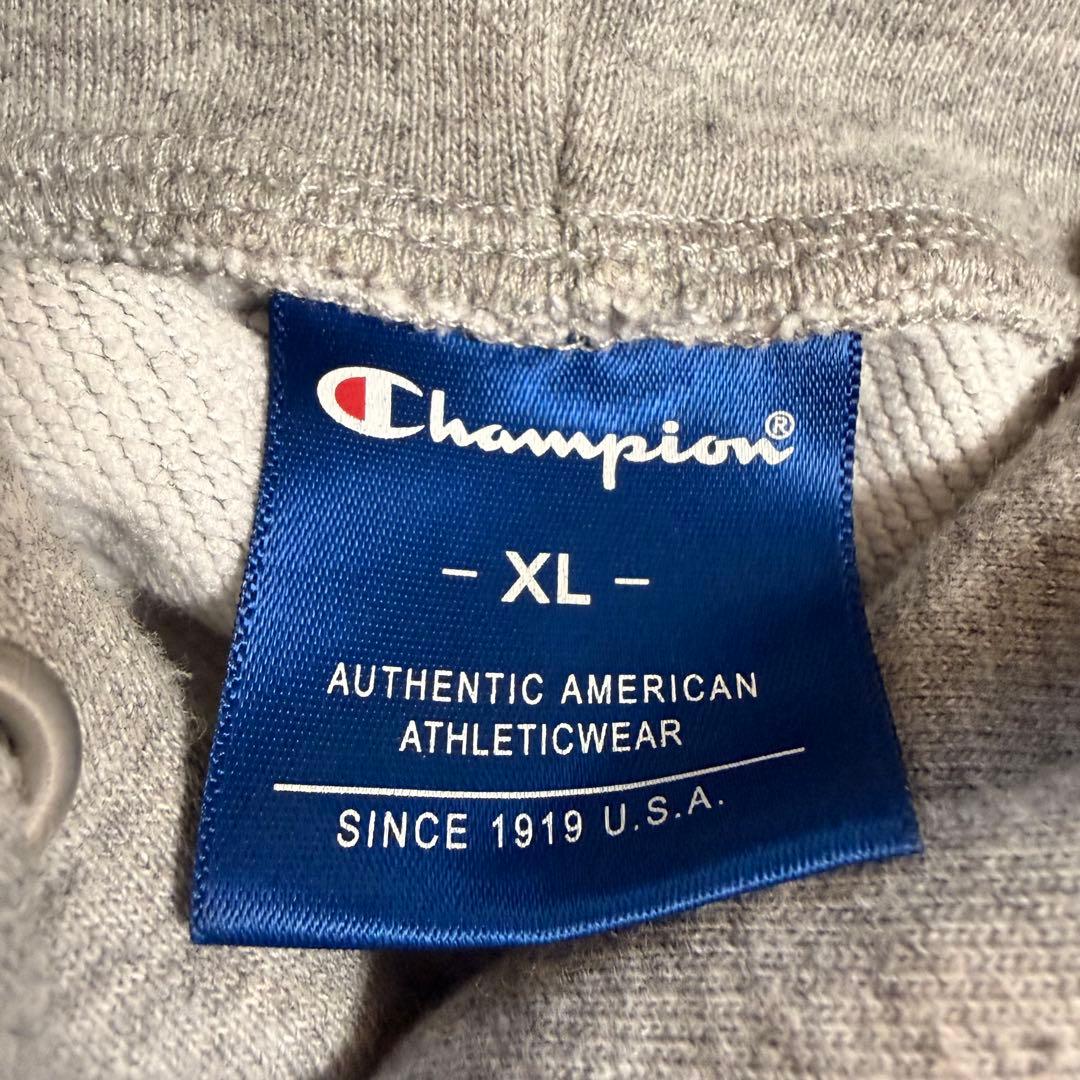 Champion®
- XL -
AUTHENTIC AMERICAN
ATHLETICWEAR
SINCE 1919 U.S.A.